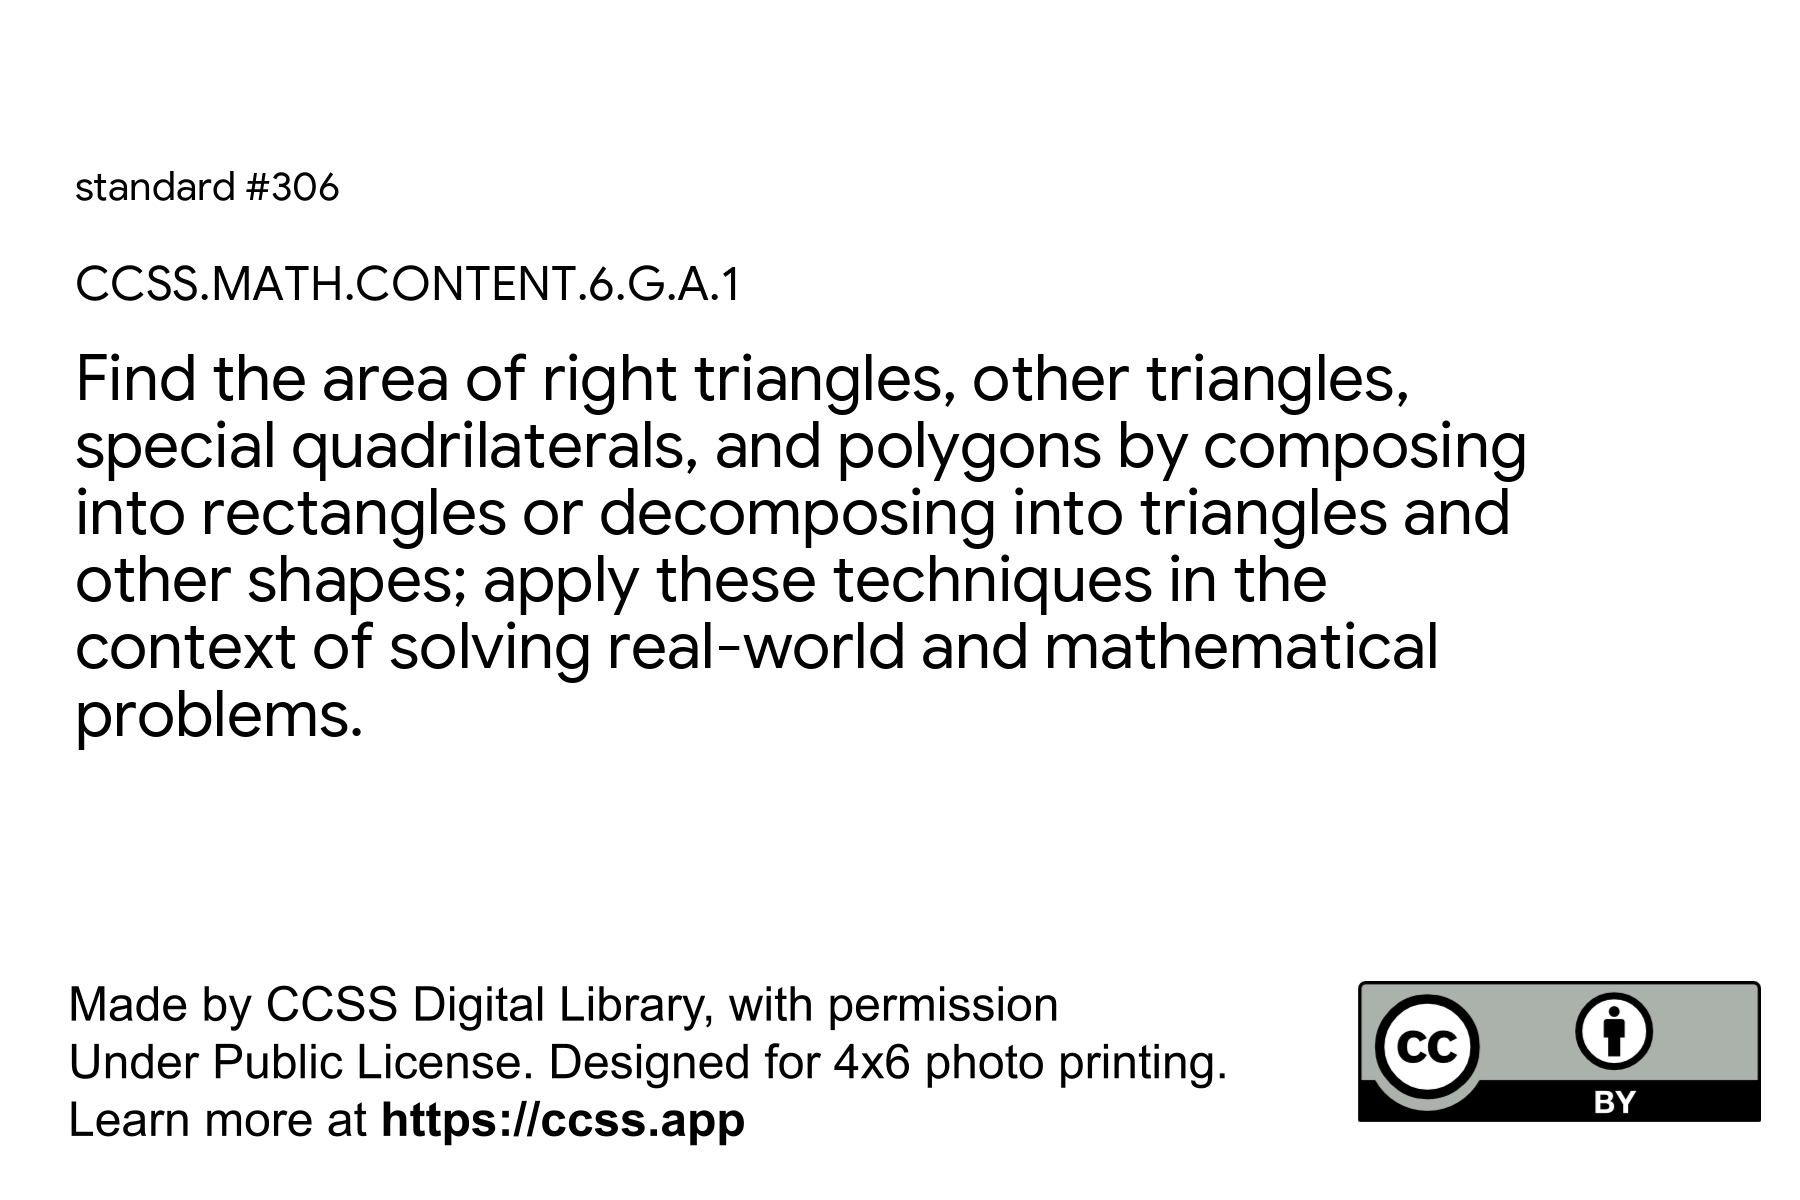 standard #306
CCSS.MATH.CONTENT.6.G.A.1
Find the area of right triangles, other triangles,
special quadrilaterals, and polygons by composing
into rectangles or decomposing into triangles and
other shapes; apply these techniques in the
context of solving real-world and mathematical
problems.
Made by CCSS Digital Library, with permission
Under Public License. Designed for 4x6 photo printing.
Learn more at https://ccss.app
CC
BY